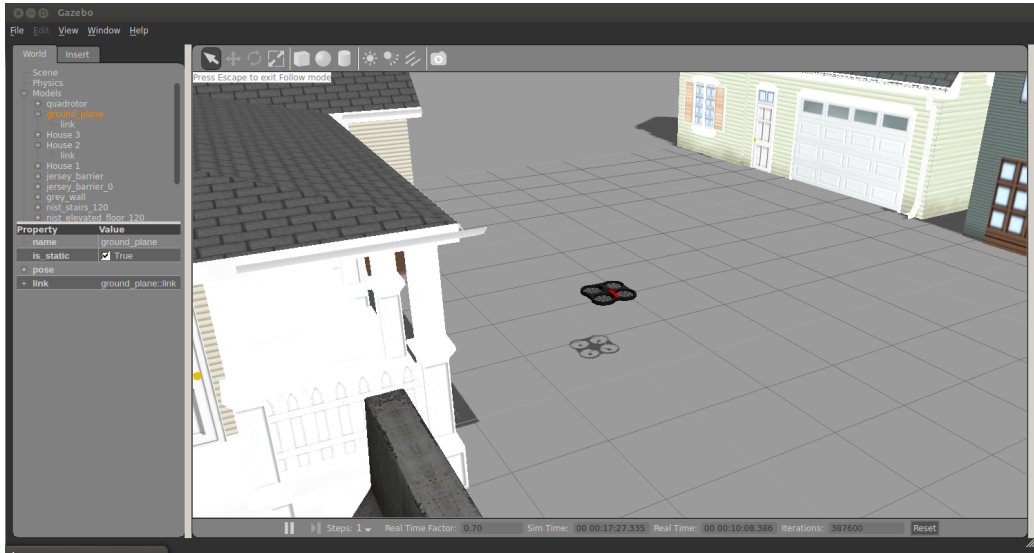 Gazebo
File Edit View Window Help
World Insert
Press Escape to exit Follow mode
Scene
Physics
Models
quadrotor
ground_plane
link
House 3
House 2
link
House 1
jersey_barrier
jersey_barrier_0
grey_wall
nist_stairs_120
nist_elevated_floor_120
Property Value
name ground_plane
is_static True
pose
link ground_plane::link
Steps: 1 Real Time Factor: 0.70 Sim Time: 00 00:17:27.335 Real Time: 00 00:10:08.386 Iterations: 387600 Reset